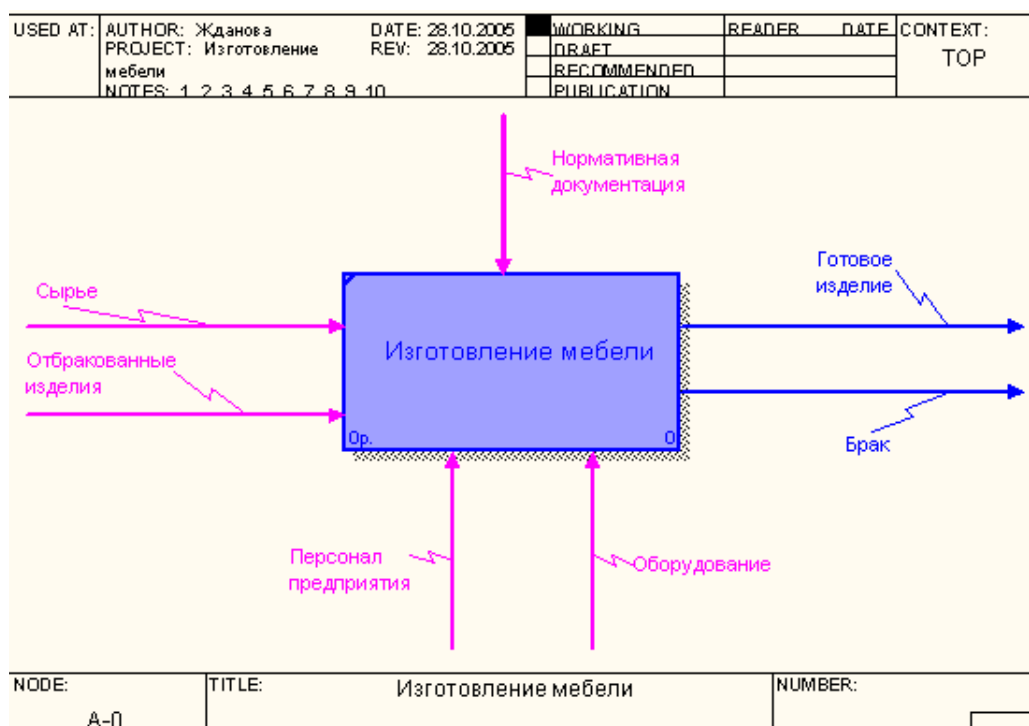 USED AT:
AUTHOR: Жданова
DATE: 28.10.2005
PROJECT: Изготовление
мебели
REV: 28.10.2005
NOTES: 1 2 3 4 5 6 7 8 9 10
WORKING
DRAFT
RECOMMENDED
PUBLICATION
READER DATE
CONTEXT:
TOP
Нормативная
документация
Сырье
Отбракованные
изделия
Изготовление мебели
0р.
0
Готовое
изделие
Брак
Персонал
предприятия
Оборудование
NODE:
A-0
TITLE:
Изготовление мебели
NUMBER: